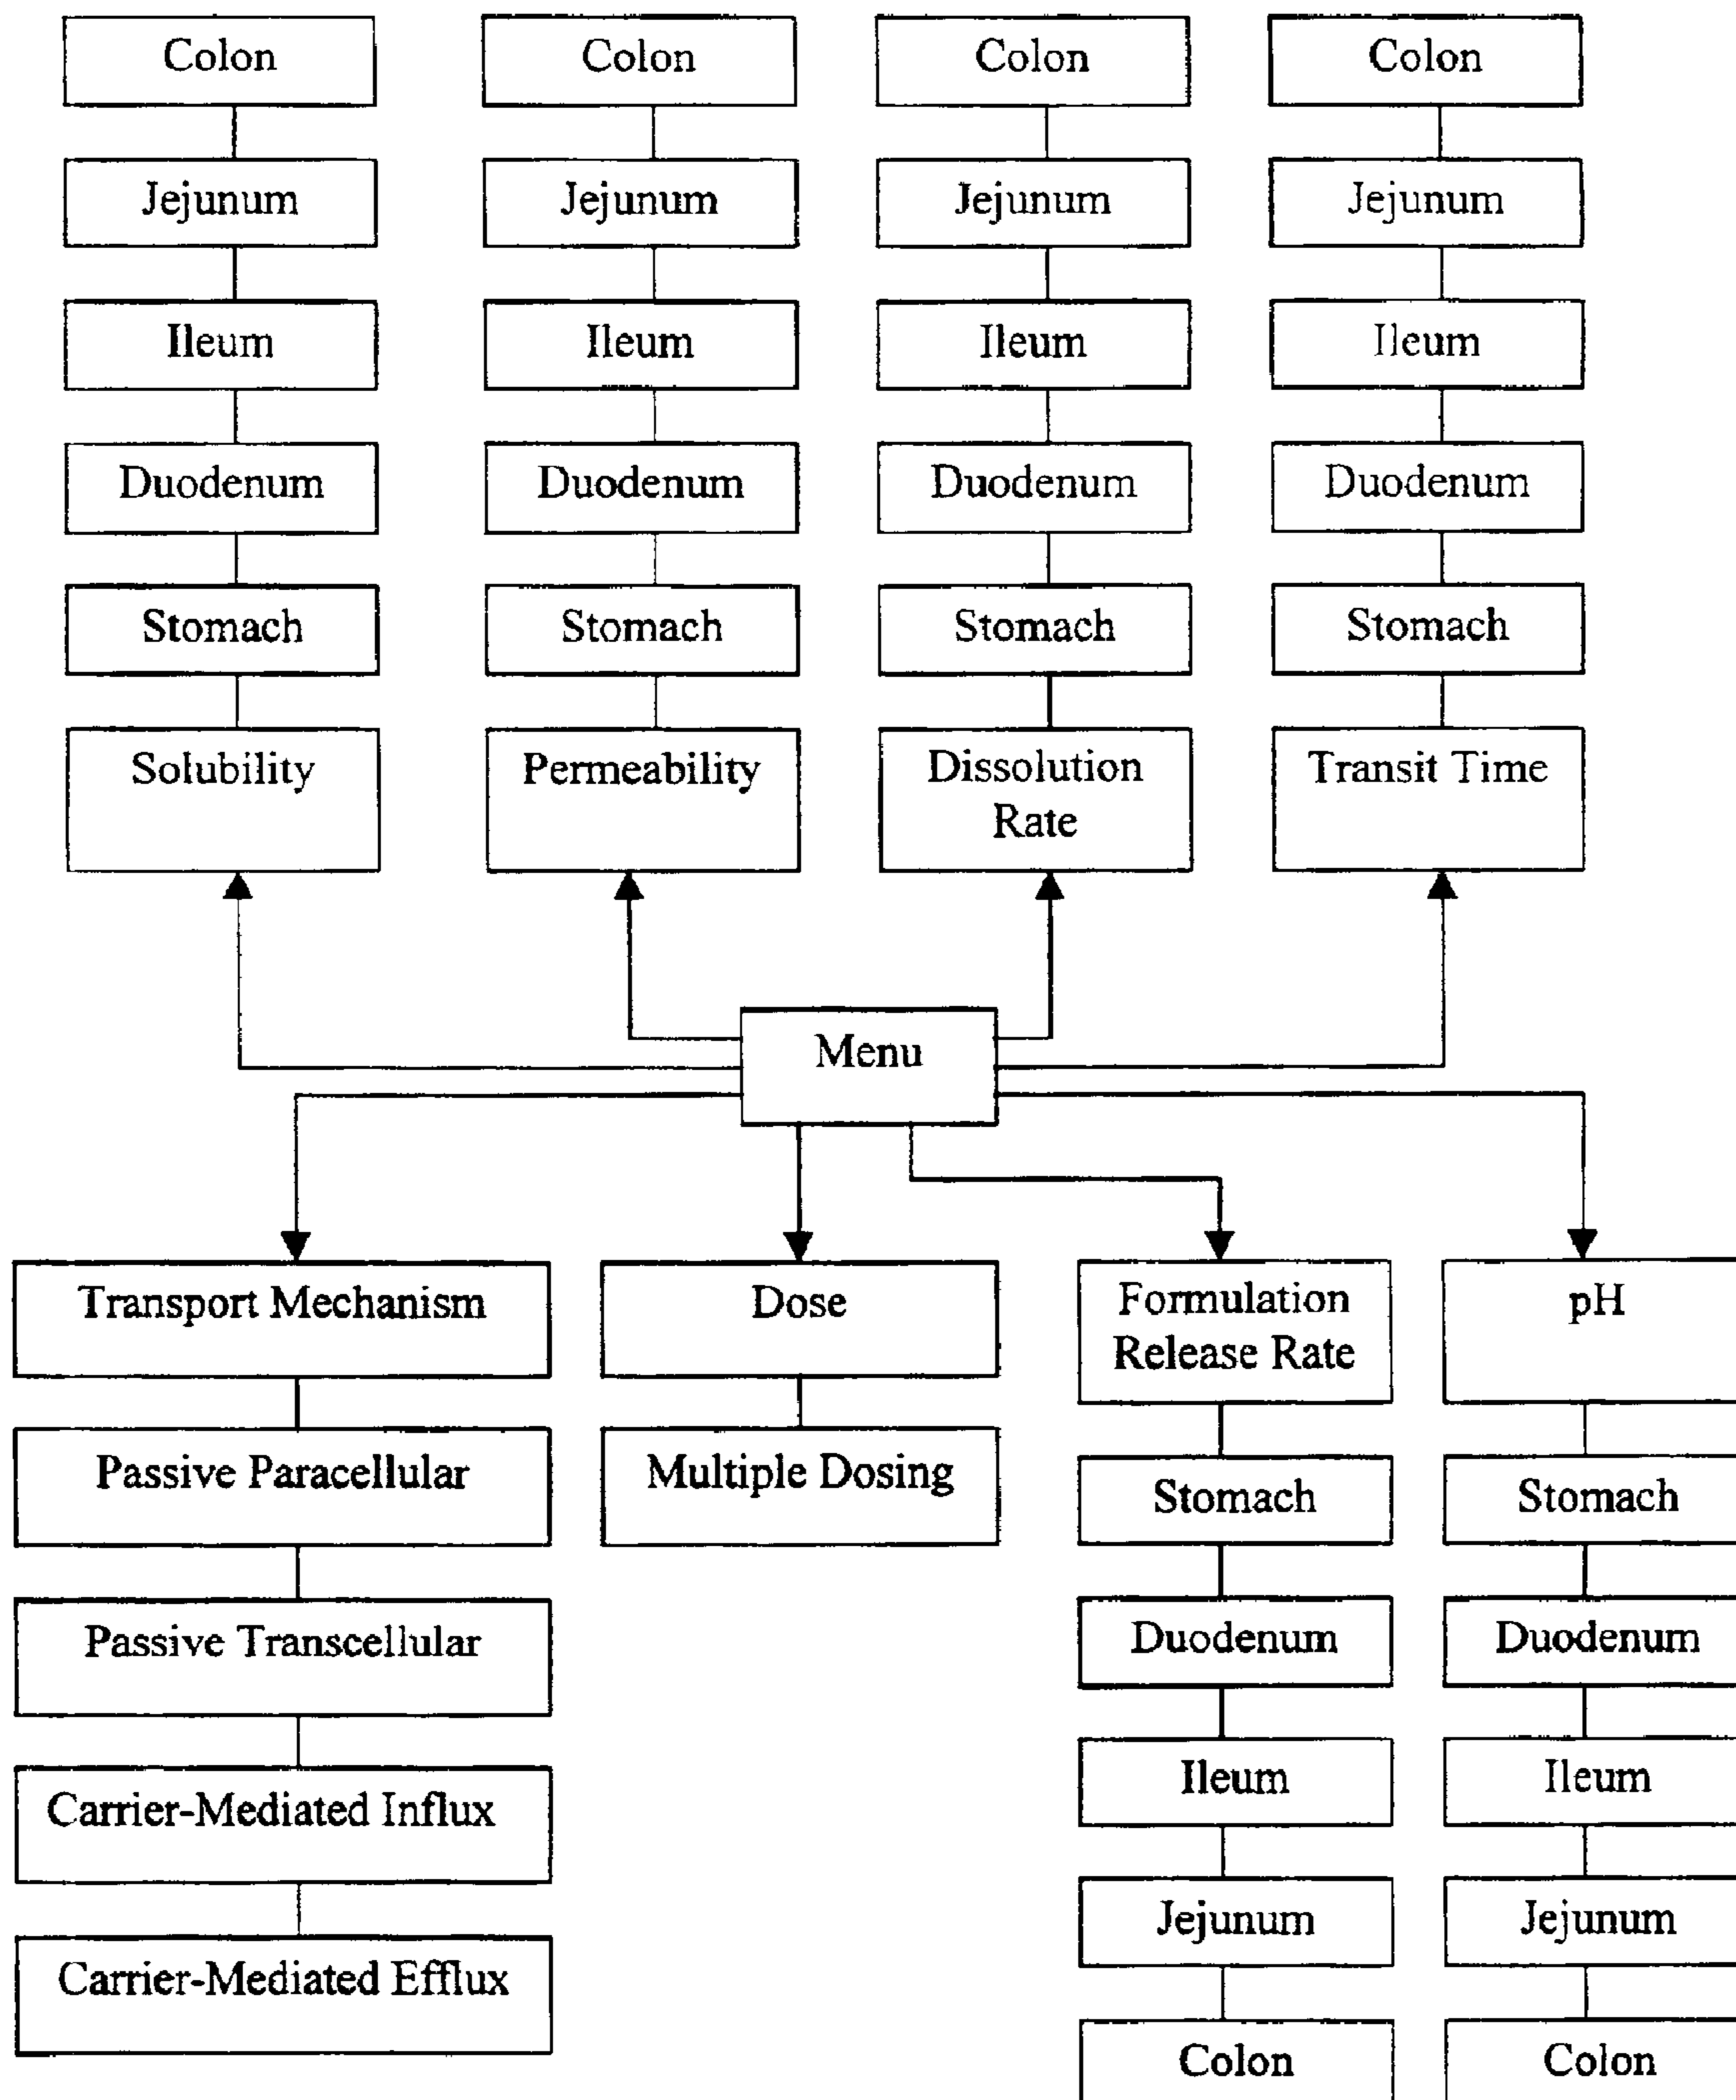 Colon
Colon
Colon
Colon
Jejunum
Jejunum
Jejunum
Jejunum
Ileum
Ileum
Ileum
Ileum
Duodenum
Duodenum
Duodenum
Duodenum
Stomach
Stomach
Stomach
Stomach
Solubility
Permeability
Dissolution
Rate
Transit Time
Menu
Transport Mechanism
Dose
Formulation
Release Rate
pH
Passive Paracellular
Multiple Dosing
Stomach
Stomach
Passive Transcellular
Duodenum
Duodenum
Carrier-Mediated Influx
Ileum
Ileum
Jejunum
Jejunum
Carrier-Mediated Efflux
Colon
Colon